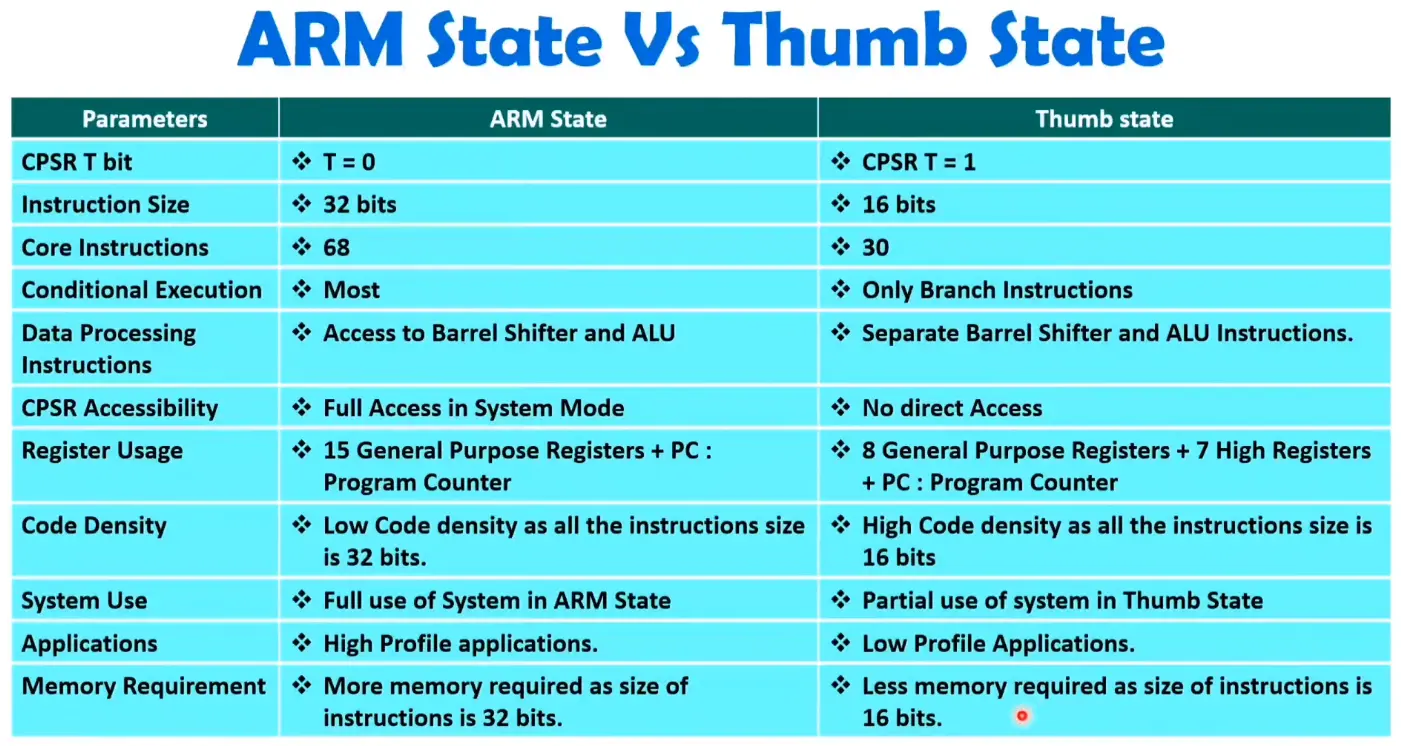 ARM State Vs Thumb State
Parameters
ARM State
Thumb state
CPSR T bit
❖ T = 0
❖ CPSR T = 1
Instruction Size
❖ 32 bits
❖ 16 bits
Core Instructions
❖ 68
❖ 30
Conditional Execution
❖ Most
❖ Only Branch Instructions
Data Processing
Instructions
❖ Access to Barrel Shifter and ALU
❖ Separate Barrel Shifter and ALU Instructions.
CPSR Accessibility
❖ Full Access in System Mode
❖ No direct Access
Register Usage
❖ 15 General Purpose Registers + PC :
Program Counter
❖ 8 General Purpose Registers + 7 High Registers
+ PC : Program Counter
Code Density
❖ Low Code density as all the instructions size
is 32 bits.
❖ High Code density as all the instructions size is
16 bits
System Use
❖ Full use of System in ARM State
❖ Partial use of system in Thumb State
Applications
❖ High Profile applications.
❖ Low Profile Applications.
Memory Requirement
❖ More memory required as size of
instructions is 32 bits.
❖ Less memory required as size of instructions is
16 bits.